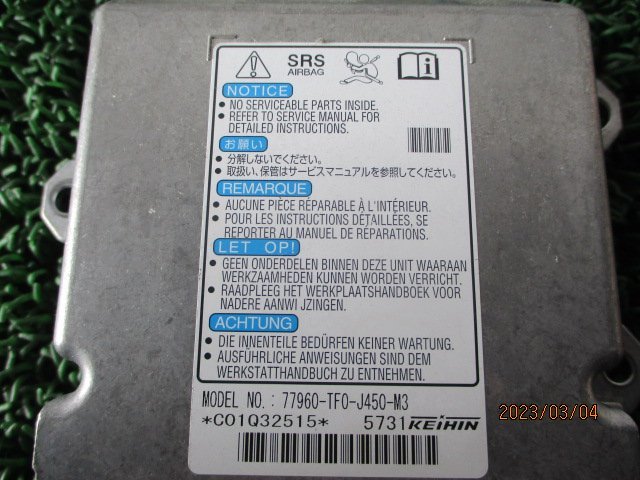 SRS
AIRBAG
NOTICE
• NO SERVICEABLE PARTS INSIDE.
• REFER TO SERVICE MANUAL FOR
DETAILED INSTRUCTIONS.
お願い
• 分解しないでください。
• 取扱い、保管はサービスマニュアルを参照してください。
REMARQUE
• AUCUNE PIÈCE RÉPARABLE À L'INTÉRIEUR.
• POUR LES INSTRUCTIONS DÉTAILLÉES, SE
REPORTER AU MANUEL DE RÉPARATIONS.
LET OP!
• GEEN ONDERDELEN BINNEN DEZE UNIT WAARAAN
WERKZAAMHEDEN KUNNEN WORDEN VERRICHT.
• RAADPLEEG HET WERKPLAATSHANDBOEK VOOR
NADERE AANWI JZINGEN.
ACHTUNG
• DIE INNENTEILE BEDÜRFEN KEINER WARTUNG.
• AUSFÜHRLICHE ANWEISUNGEN SIND DEM
WERKSTATTHANDBUCH ZU ENTNEHMEN.
MODEL NO.: 77960-TF0-J450-M3
*C01Q32515* 5731 KEIHIN
2023/03/04